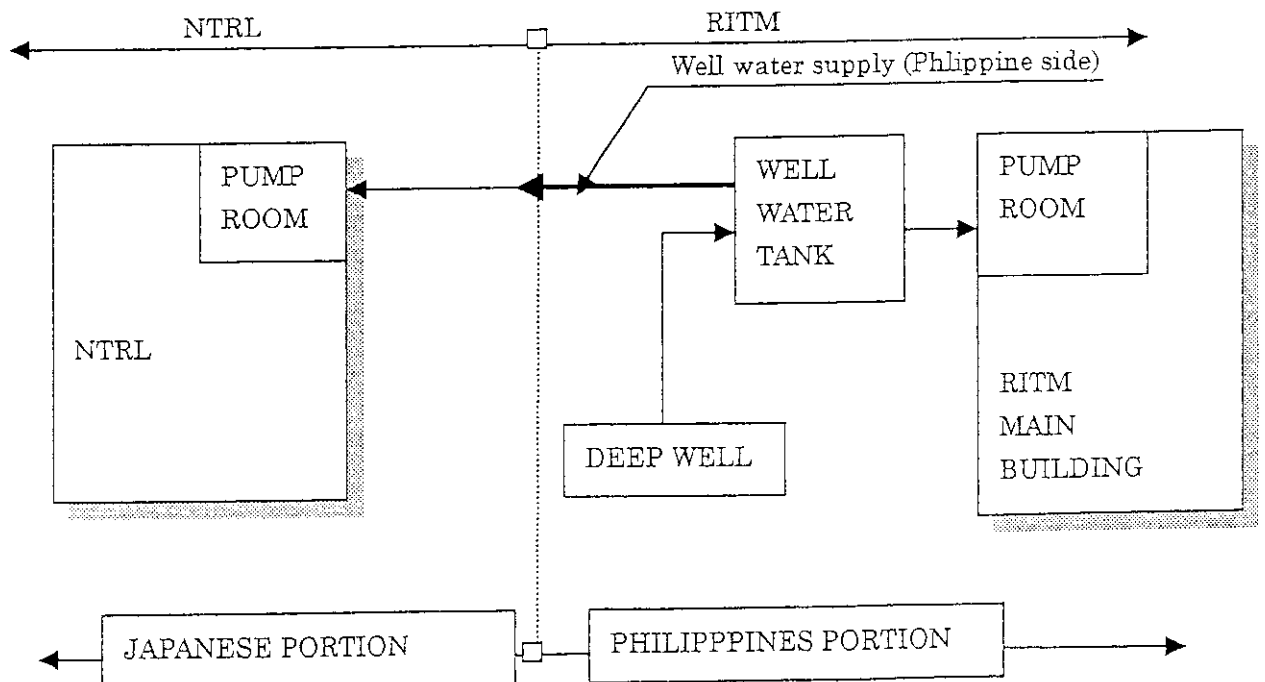 NTRL
RITM
Well water supply (Phlippine side)
PUMP
ROOM
NTRL
WELL
WATER
TANK
DEEP WELL
PUMP
ROOM
RITM
MAIN
BUILDING
JAPANESE PORTION
PHILIPPPINES PORTION